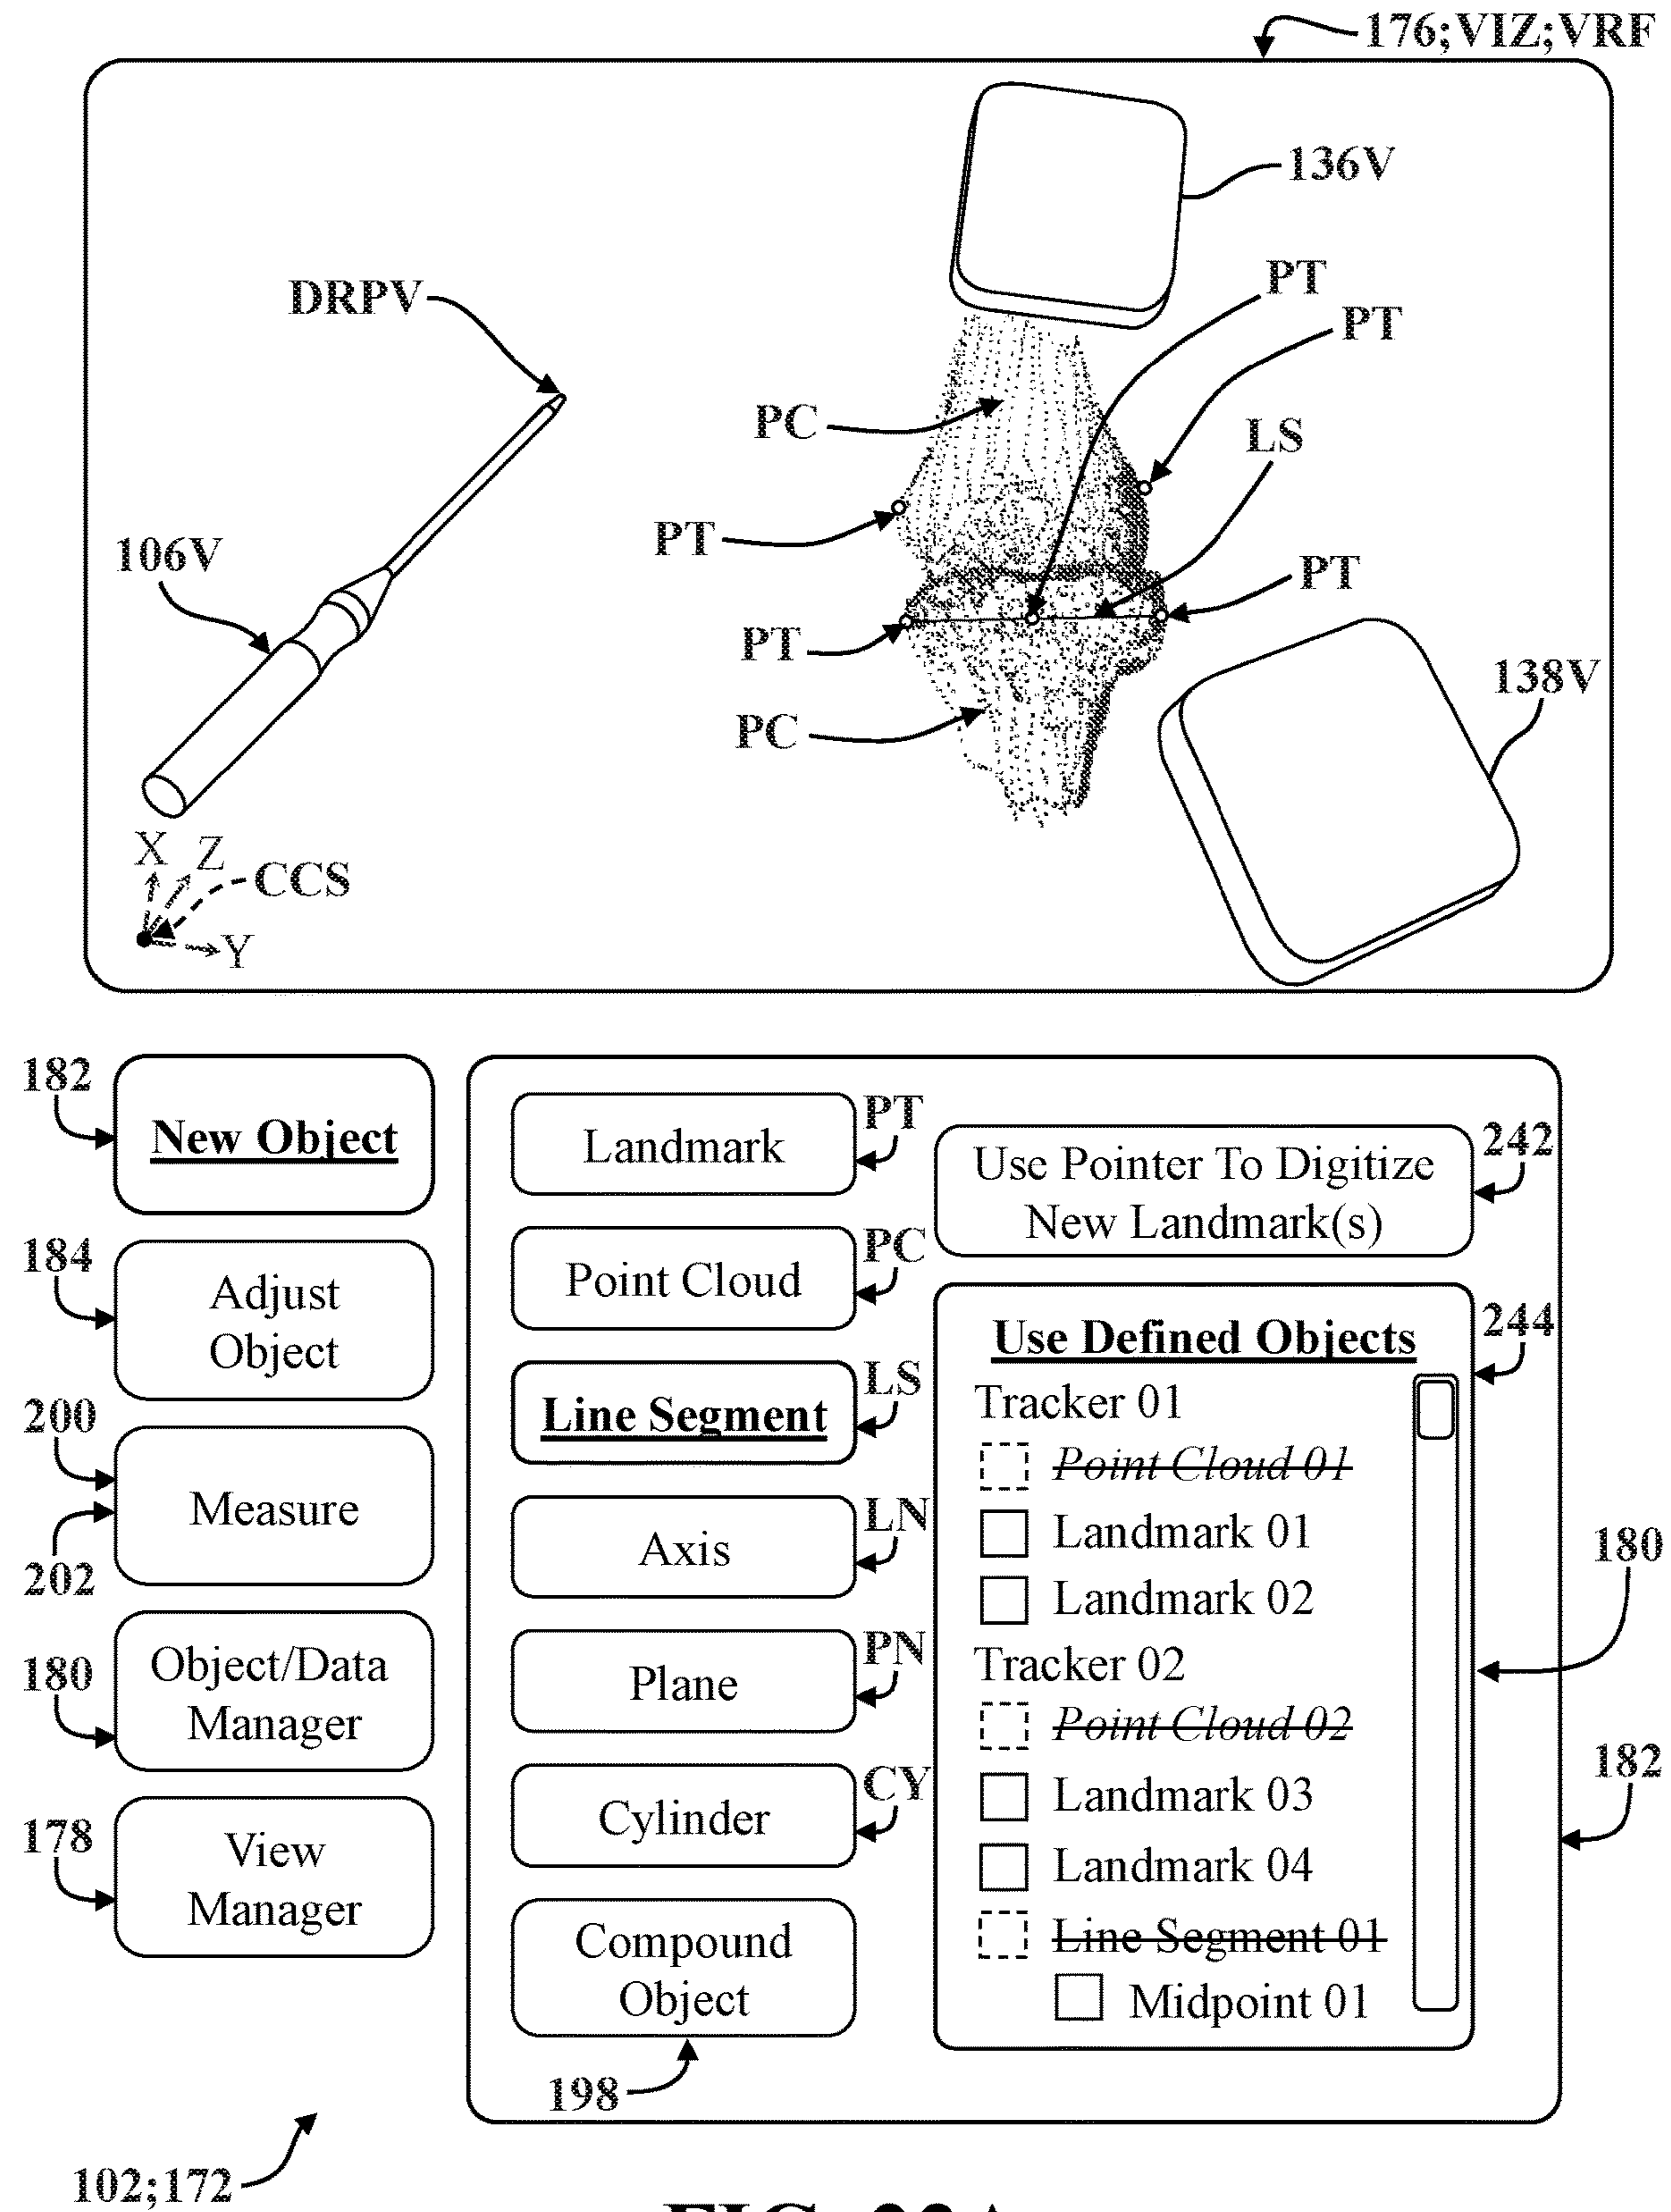 176;VIZ;VRF
136V
DRPV
PT
PT
PC
LS
PT
106V
PT
PT
138V
PC
X
Z
CCS
Y
182
New Object
184
Adjust
Object
200
Measure
202
180
Object/Data
Manager
178
View
Manager
Landmark
PT
Point Cloud
PC
Line Segment
LS
Axis
LN
Plane
PN
Cylinder
CY
Compound
Object
198
Use Pointer To Digitize
New Landmark(s)
242
Use Defined Objects
244
Tracker 01
Point Cloud 01
Landmark 01
Landmark 02
Tracker 02
Point Cloud 02
Landmark 03
Landmark 04
Line Segment 01
Midpoint 01
180
182
102;172